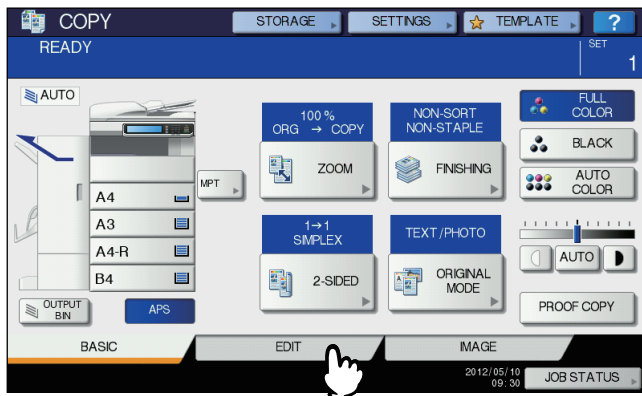 COPY
STORAGE
SETTINGS
TEMPLATE
?
READY
SET
1
AUTO
100 %
ORG → COPY
ZOOM
NON-SORT
NON-STAPLE
FINISHING
FULL
COLOR
BLACK
AUTO
COLOR
MPT
A4
A3
A4-R
B4
1→1
SIMPLEX
2-SIDED
TEXT/PHOTO
ORIGINAL
MODE
AUTO
OUTPUT
BIN
APS
PROOF COPY
BASIC
EDIT
IMAGE
2012/05/10
09:30
JOB STATUS